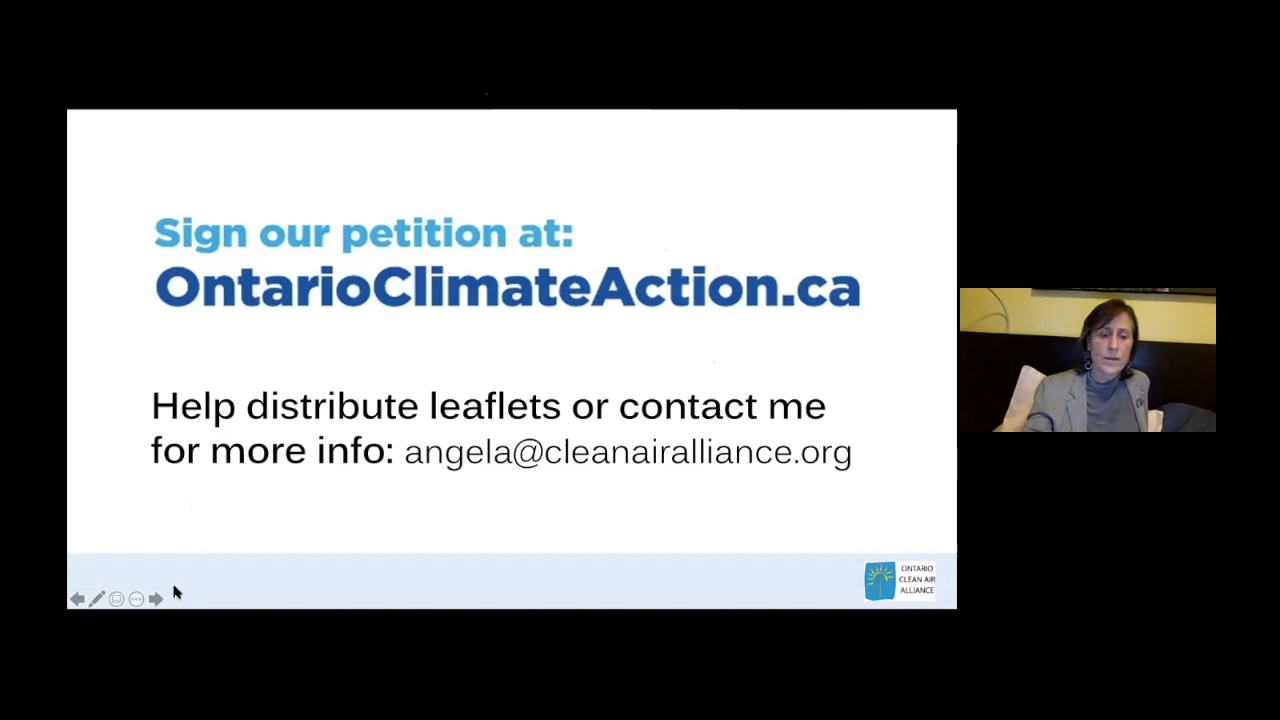 Sign our petition at:
OntarioClimateAction.ca
Help distribute leaflets or contact me
for more info: angela@cleanairalliance.org
ONTARIO
CLEAN AIR
ALLIANCE